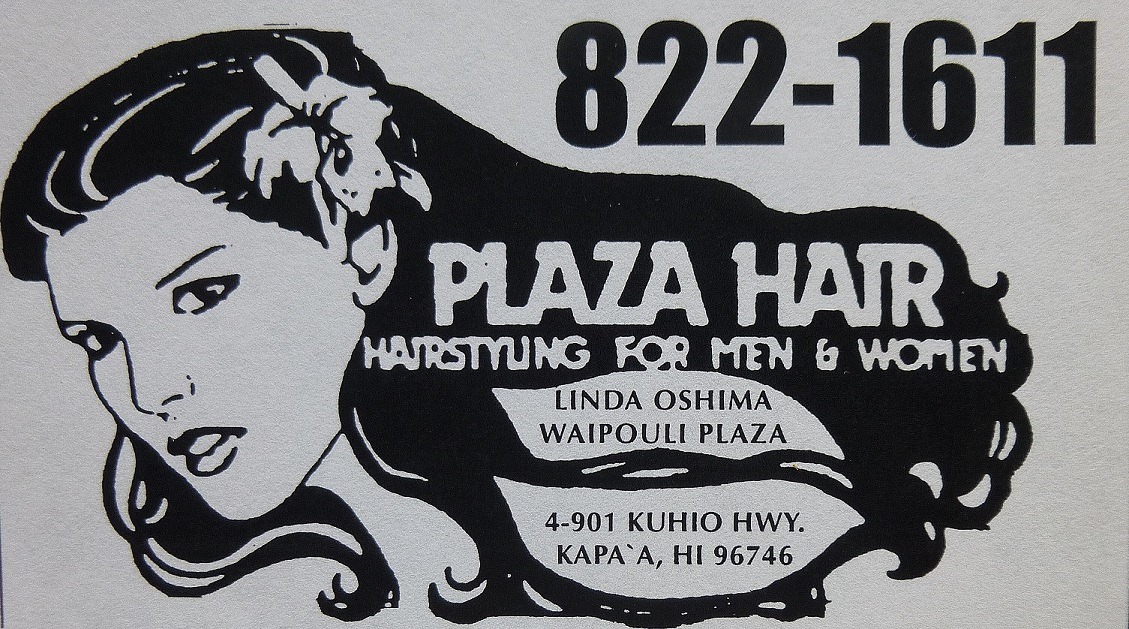 822-1611
PLAZA HAIR
HAIRSTYLING FOR MEN & WOMEN
LINDA OSHIMA
WAIPOULI PLAZA
4-901 KUHIO HWY.
KAPA`A, HI 96746